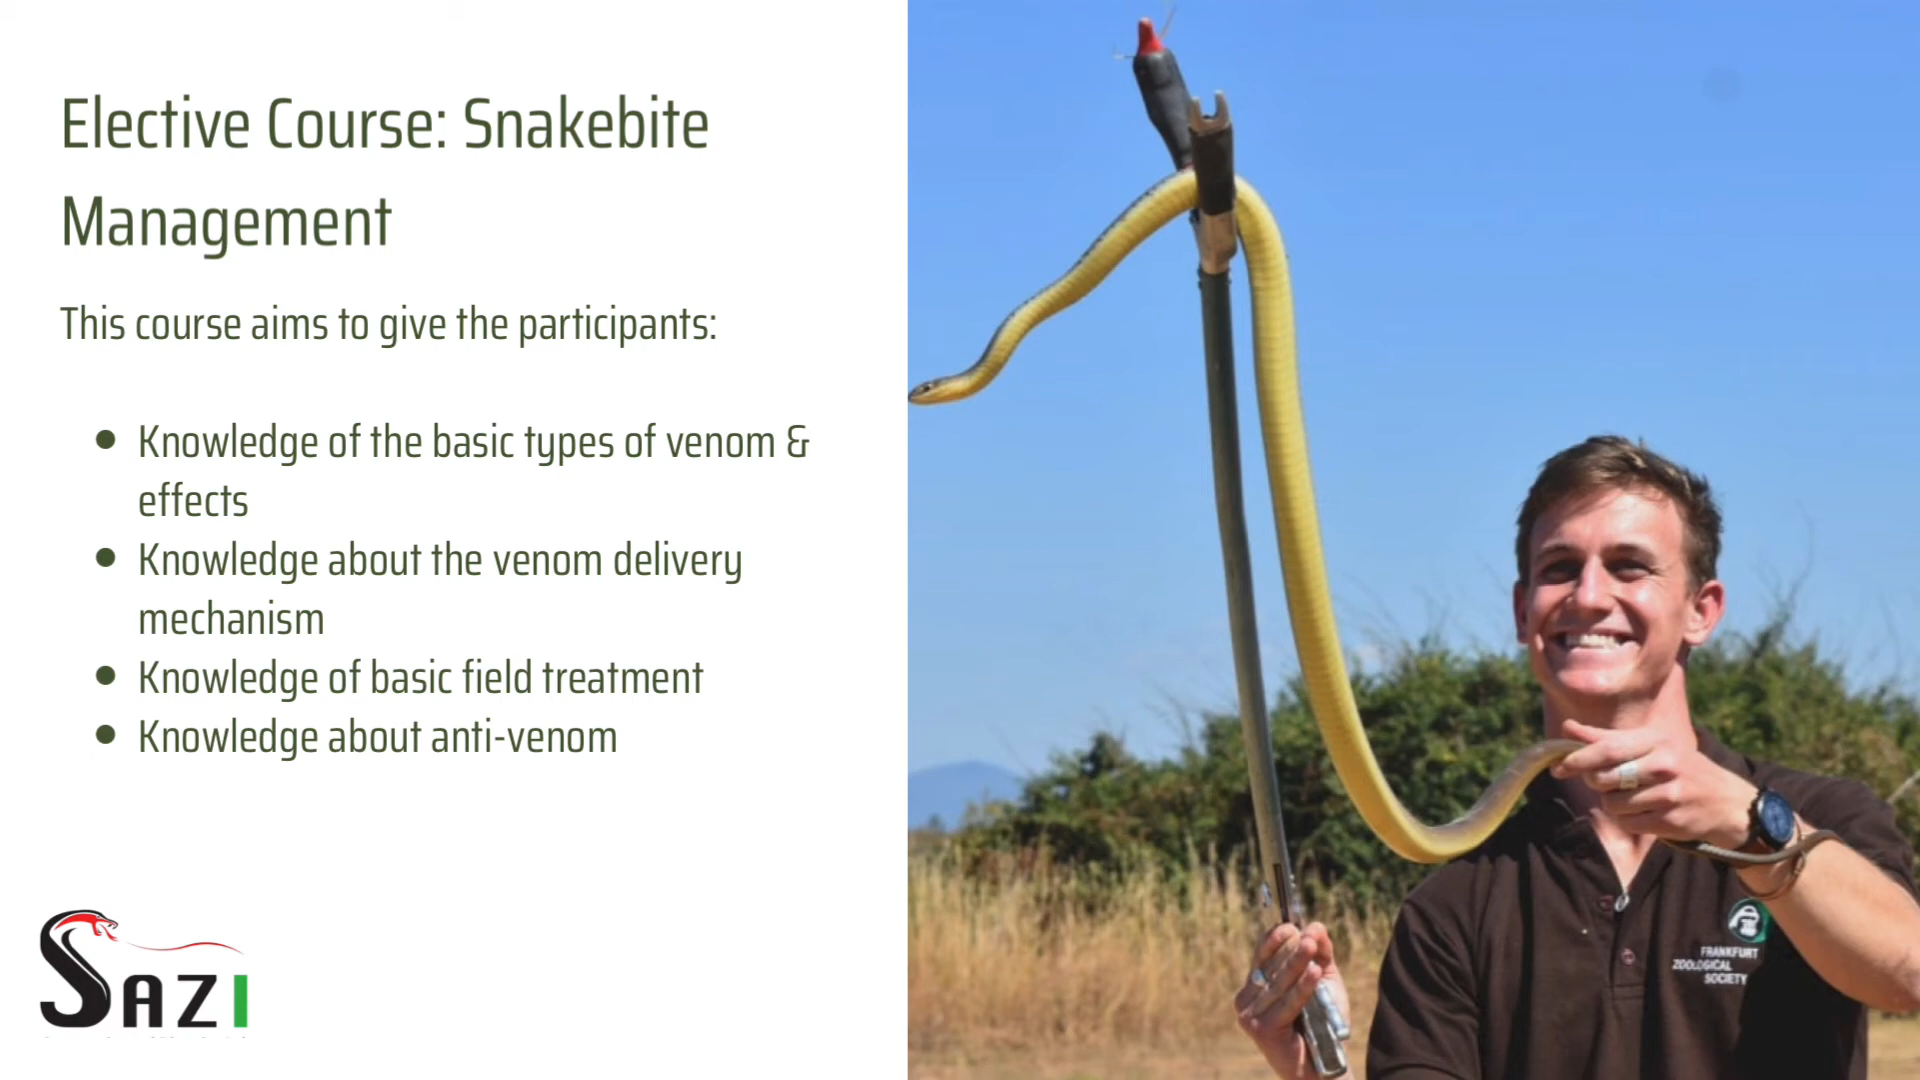 Elective Course: Snakebite
Management
This course aims to give the participants:
• Knowledge of the basic types of venom &
effects
• Knowledge about the venom delivery
mechanism
• Knowledge of basic field treatment
• Knowledge about anti-venom
SAZI
FRANKFURT
ZOOLOGICAL
SOCIETY